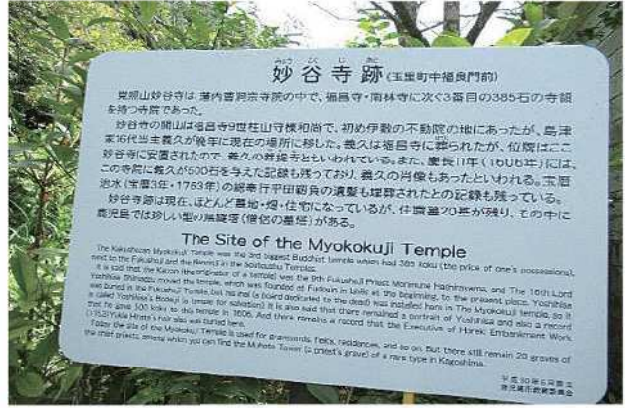 みょう こく じ あと
妙谷寺跡(玉里町中福良門前)
覚照山妙谷寺は 薩内曹洞宗寺院の中で、福昌寺・南林寺に次ぐ3番目の385石の寺領
を持つ寺院であった。
妙谷寺の開山は福昌寺9世柱山守棟和尚で、初め伊敷の不動院の地にあったが、島津
家16代当主義久が晩年に現在の場所に移した。義久は福昌寺に葬られたが、位牌はここ
妙谷寺に安置されたので、義久の菩提寺ともいわれている。また、慶長11年(1606年)には、
この寺院に義久が500石を与えた記録も残っており、義久の肖像もあったといわれる。宝暦
治水(宝暦3年・1753年)の総奉行平田靱負の遺髪も埋葬されたとの記録も残っている。
妙谷寺跡は現在、ほとんど墓地・畑・住宅になっているが、住職墓20基が残り、その中に
鹿児島では珍しい型の無縫塔(僧侶の墓塔)がある。
The Site of the Myokokuji Temple
The Kakushozan Myokokuji Temple was the 3rd biggest Buddhist temple which had 385 koku (the price of one's possessions),
next to the Fukushoji and the Nanrinji in the Temples.
It is said that the (the originator of a temple) was the 9th Fukushoji Priest and The 16th Lord
Yoshihisa Shimadzu moved the temple, which was founded at Fudoin in Ishiki at the beginning, to the present place. Yoshihisa
was buried in the Fukushoji Temple, but his ihai (a board dedicated to the dead) was installed here in The Myokokuji temple, so it
is called Yoshihisa's Bodaiji (a temple for salvation). It is also said that there remained a portrait of Yoshihisa and also a record
that he gave 500 koku to this temple in 1606. And there remains a record that the Executive of Horeki Embankment Work
(1753) Yukie Hirata's hair also was buried here.
Today the site of the Myokokuji Temple is used for graveyards, fields, residences, and so on. But there still remain 20 graves of
the chief priests, among which you can find the Muhoto Tower (a priest's grave) of a rare type in Kagoshima.
鹿児島市教育委員会